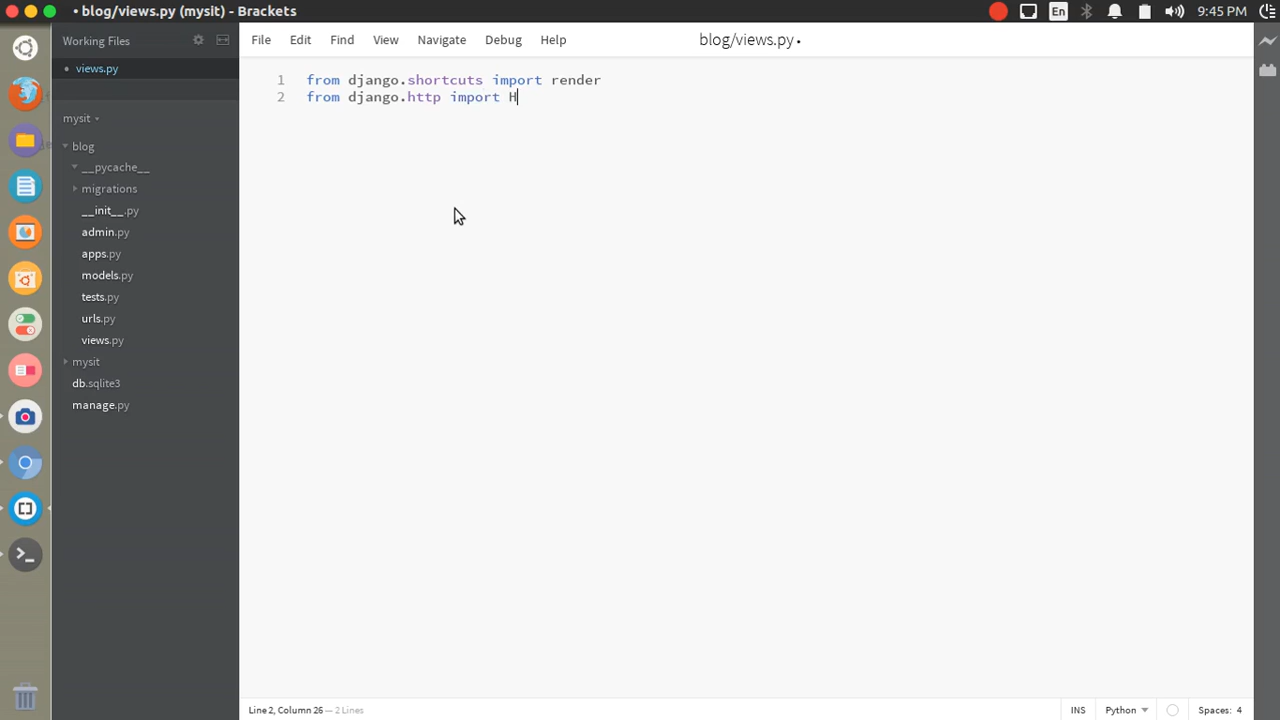 • blog/views.py (mysit) - Brackets
En
9:45 PM
Working Files
• views.py
mysit
blog
__pycache__
migrations
__init__.py
admin.py
apps.py
models.py
tests.py
urls.py
views.py
mysit
db.sqlite3
manage.py
File Edit Find View Navigate Debug Help
blog/views.py •
1 from django.shortcuts import render
2 from django.http import H
Line 2, Column 26 — 2 Lines
INS
Python
Spaces: 4